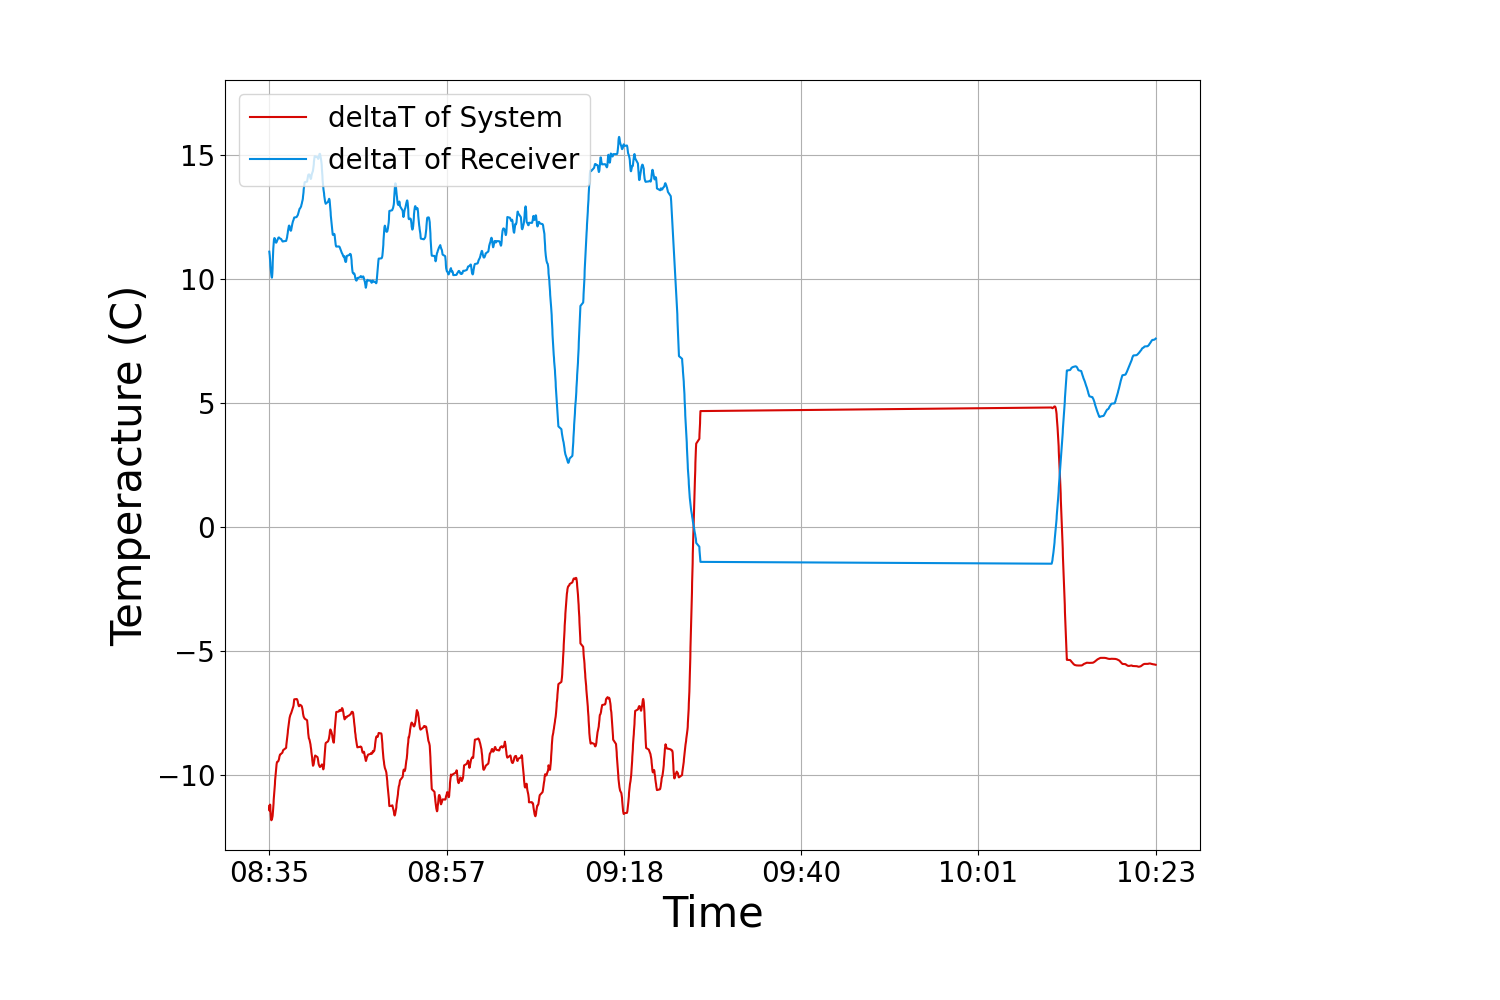 deltaT of System
deltaT of Receiver
15
10
5
0
−5
−10
Temperacture (C)
08:35 08:57 09:18 09:40 10:01 10:23
Time